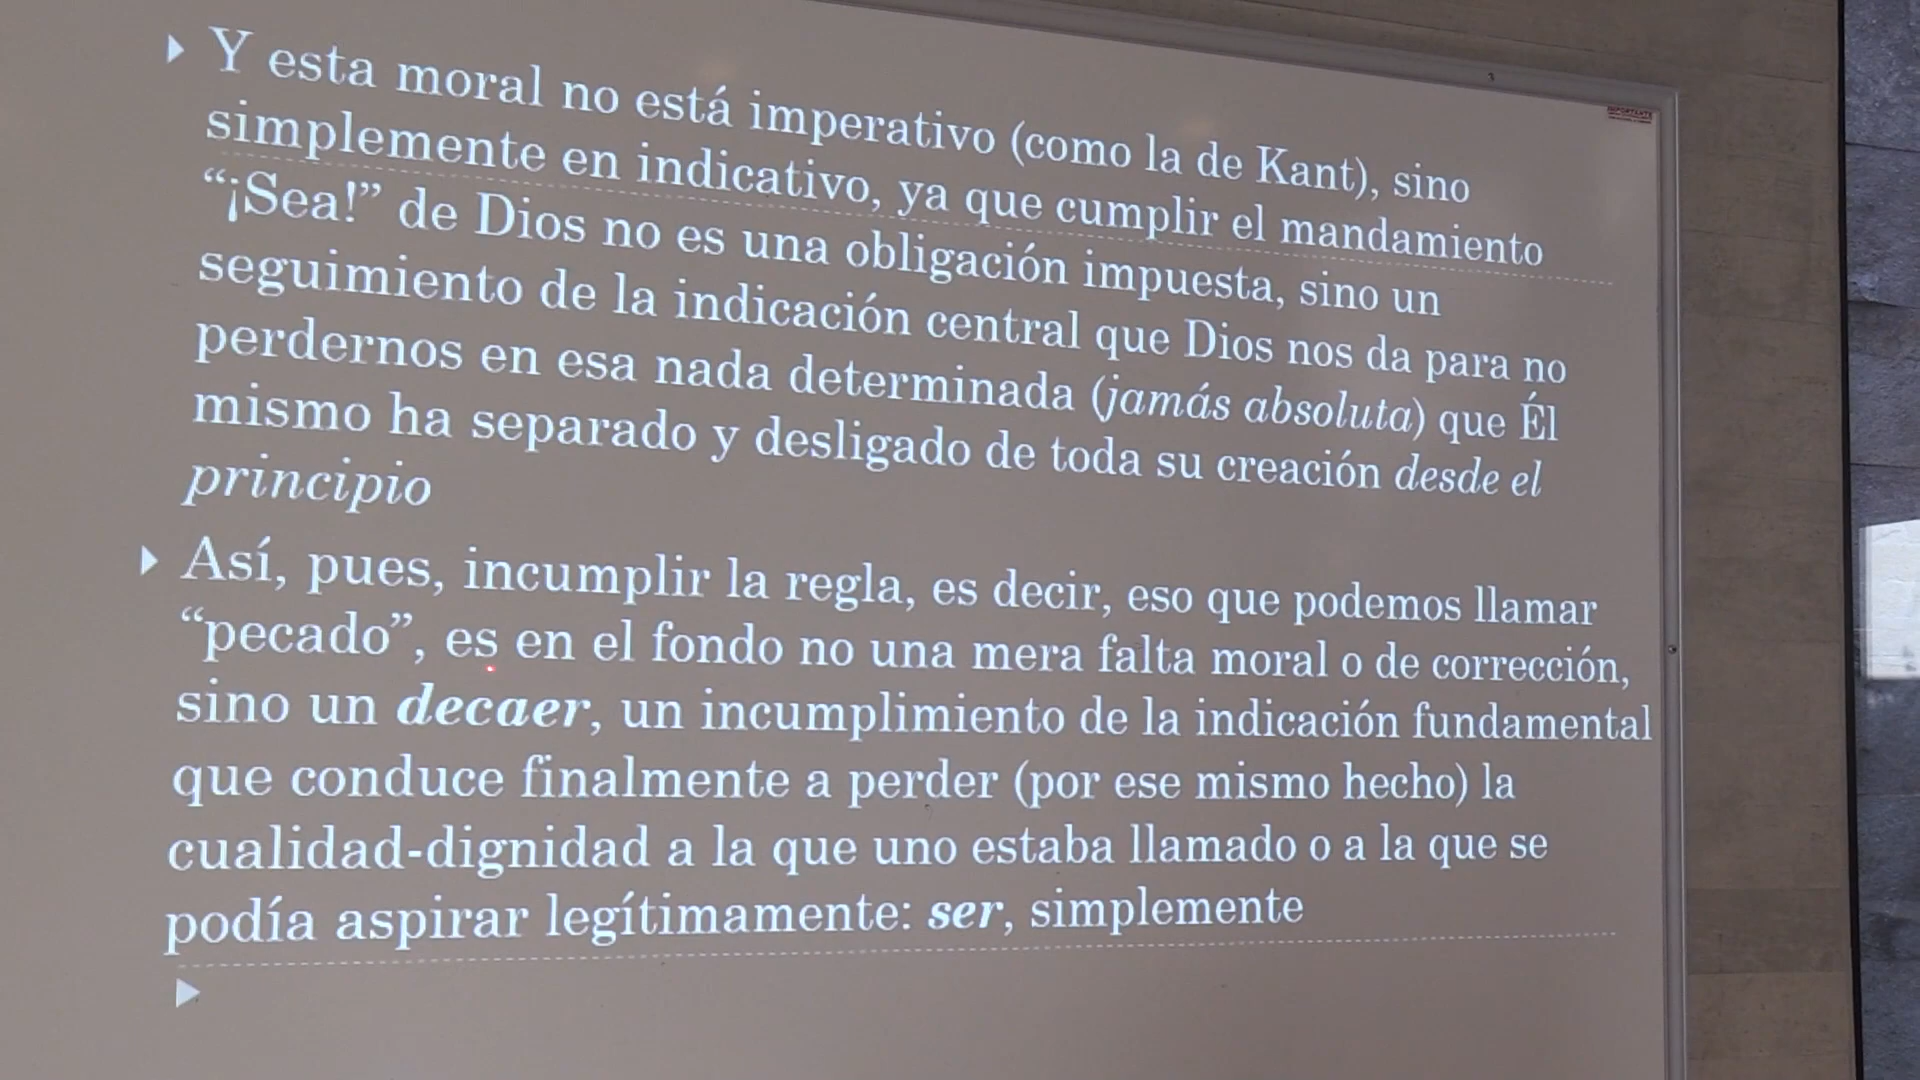 Y esta moral no está imperativo (como la de Kant), sino
simplemente en indicativo, ya que cumplir el mandamiento
“¡Sea!” de Dios no es una obligación impuesta, sino un
seguimiento de la indicación central que Dios nos da para no
perdernos en esa nada determinada (jamás absoluta) que Él
mismo ha separado y desligado de toda su creación desde el
principio
Así, pues, incumplir la regla, es decir, eso que podemos llamar
“pecado”, es en el fondo no una mera falta moral o de corrección,
sino un decaer, un incumplimiento de la indicación fundamental
que conduce finalmente a perder (por ese mismo hecho) la
cualidad-dignidad a la que uno estaba llamado o a la que se
podía aspirar legítimamente: ser, simplemente
IMPORTANTE